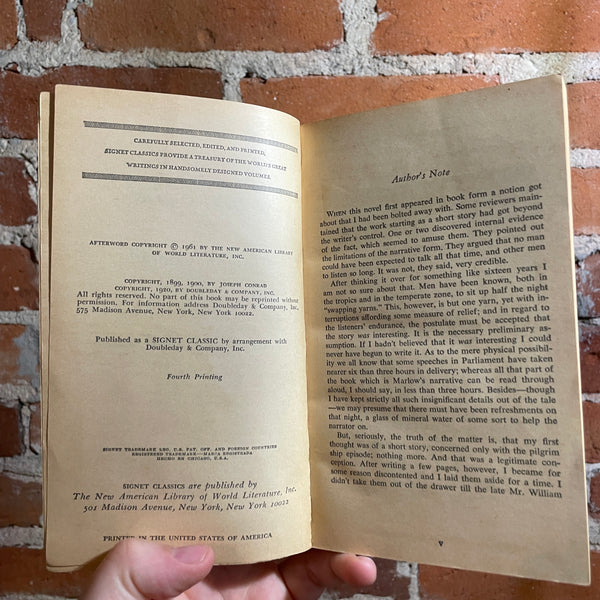 CAREFULLY SELECTED, EDITED, AND PRINTED,
SIGNET CLASSICS PROVIDE A TREASURY OF THE WORLD'S GREAT
WRITINGS IN HANDSOMELY DESIGNED VOLUMES.
AFTERWORD COPYRIGHT © 1961 BY THE NEW AMERICAN LIBRARY
OF WORLD LITERATURE, INC.
COPYRIGHT, 1899, 1900, BY JOSEPH CONRAD
COPYRIGHT, 1920, BY DOUBLEDAY & COMPANY, INC.
All rights reserved. No part of this book may be reprinted without
permission. For information address Doubleday & Company, Inc.,
575 Madison Avenue, New York, New York 10022.
Published as a SIGNET CLASSIC by arrangement with
Doubleday & Company, Inc.
Fourth Printing
SIGNET TRADEMARK REG. U.S. PAT. OFF. AND FOREIGN COUNTRIES
REGISTERED TRADEMARK—MARCA REGISTRADA
HECHO EN CHICAGO, U.S.A.
SIGNET CLASSICS are published by
The New American Library of World Literature, Inc.
501 Madison Avenue, New York, New York 10022
PRINTED IN THE UNITED STATES OF AMERICA
Author's Note
WHEN this novel first appeared in book form a notion got
about that I had been bolted away with. Some reviewers main-
tained that the work starting as a short story had got beyond
the writer's control. One or two discovered internal evidence
of the fact, which seemed to amuse them. They pointed out
the limitations of the narrative form. They argued that no man
could have been expected to talk all that time, and other men
to listen so long. It was not, they said, very credible.
After thinking it over for something like sixteen years I
am not so sure about that. Men have been known, both in
the tropics and in the temperate zone, to sit up half the night
"swapping yarns." This, however, is but one yarn, yet with in-
terruptions affording some measure of relief; and in regard to
the listeners' endurance, the postulate must be accepted that
the story was interesting. It is the necessary preliminary as-
sumption. If I hadn't believed that it was interesting I could
never have begun to write it. As to the mere physical possibil-
ity we all know that some speeches in Parliament have taken
nearer six than three hours in delivery; whereas all that part of
the book which is Marlow's narrative can be read through
aloud, I should say, in less than three hours. Besides—though
I have kept strictly all such insignificant details out of the tale
—we may presume that there must have been refreshments on
that night, a glass of mineral water of some sort to help the
narrator on.
But, seriously, the truth of the matter is, that my first
thought was of a short story, concerned only with the pilgrim
ship episode; nothing more. And that was a legitimate con-
ception. After writing a few pages, however, I became for
some reason discontented and I laid them aside for a time. I
didn't take them out of the drawer till the late Mr. William
v